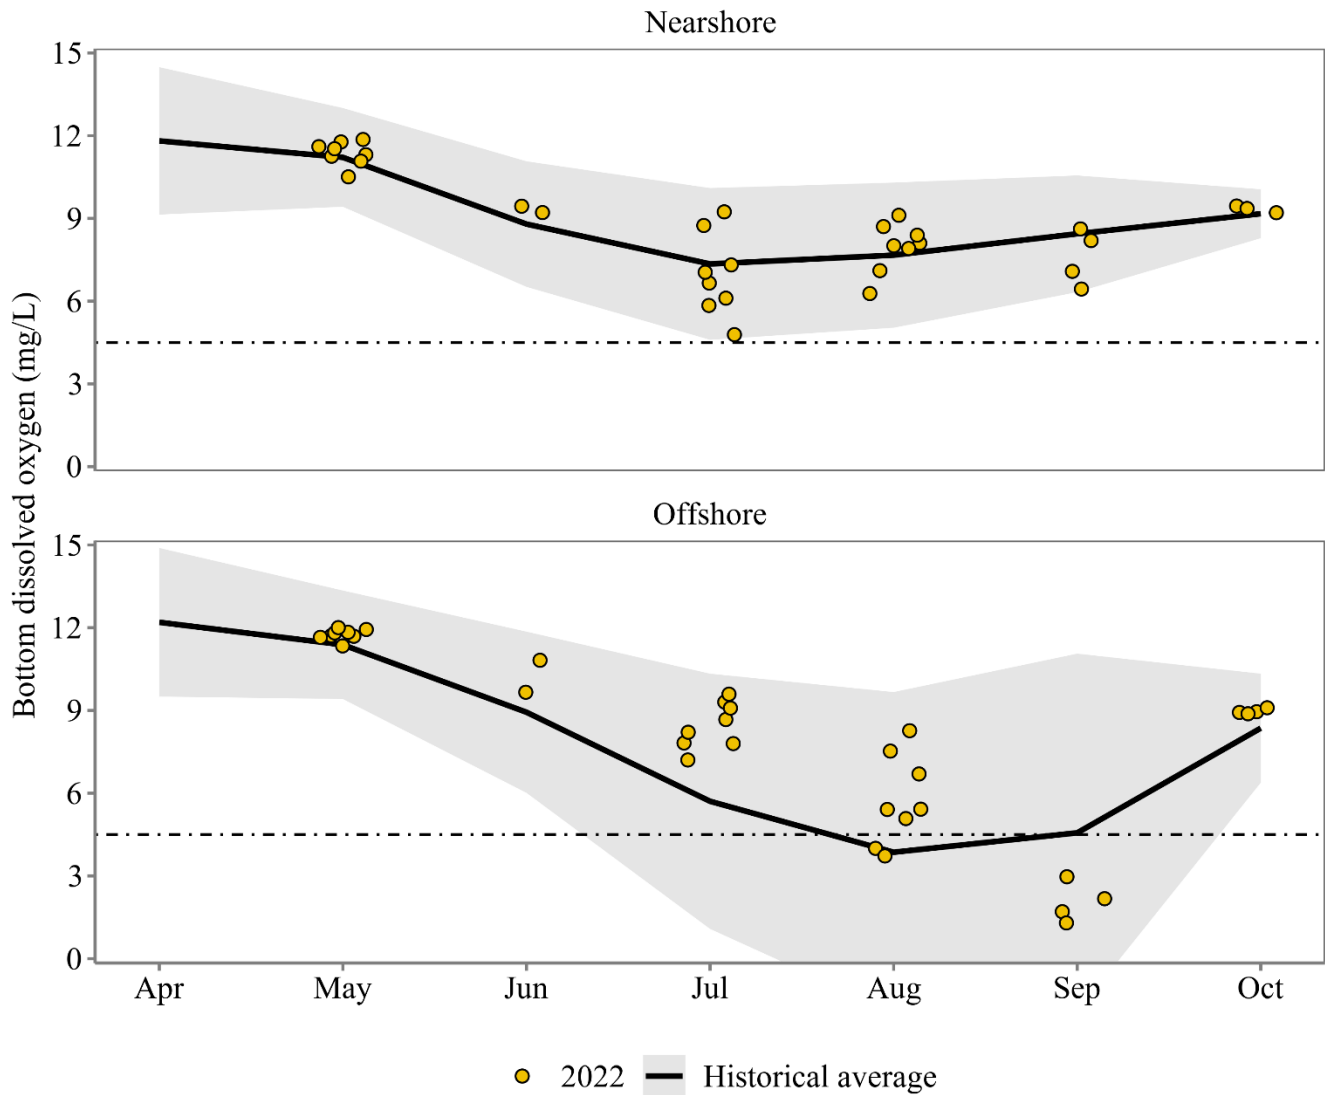 Nearshore
15
12
9
6
3
0
Bottom dissolved oxygen (mg/L)
Offshore
15
12
9
6
3
0
Apr May Jun Jul Aug Sep Oct
2022 Historical average